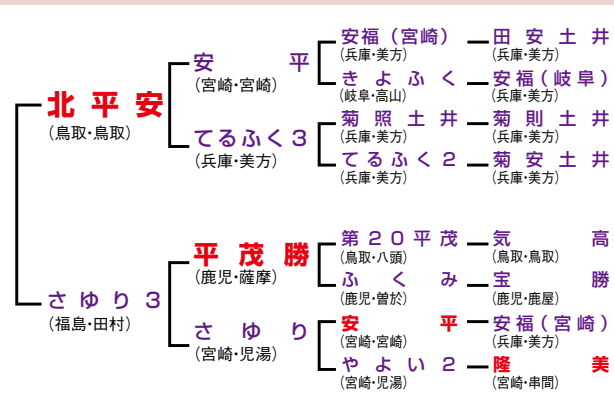 北平安
(鳥取・鳥取)
安平
(宮崎・宮崎)
安福(宮崎)
(兵庫・美方)
田安土井
(兵庫・美方)
きよふく
(岐阜・高山)
安福(岐阜)
(兵庫・美方)
てるふく3
(兵庫・美方)
菊照土井
(兵庫・美方)
菊則土井
(兵庫・美方)
てるふく2
(兵庫・美方)
菊安土井
(兵庫・美方)
さゆり3
(福島・田村)
平茂勝
(鹿児・薩摩)
第20平茂
(鳥取・八頭)
気高
(鳥取・鳥取)
ふくみ
(鹿児・曽於)
宝勝
(鹿児・鹿屋)
さゆり
(宮崎・児湯)
安平
(宮崎・宮崎)
安福(宮崎)
(兵庫・美方)
やよい2
(宮崎・児湯)
隆美
(宮崎・串間)